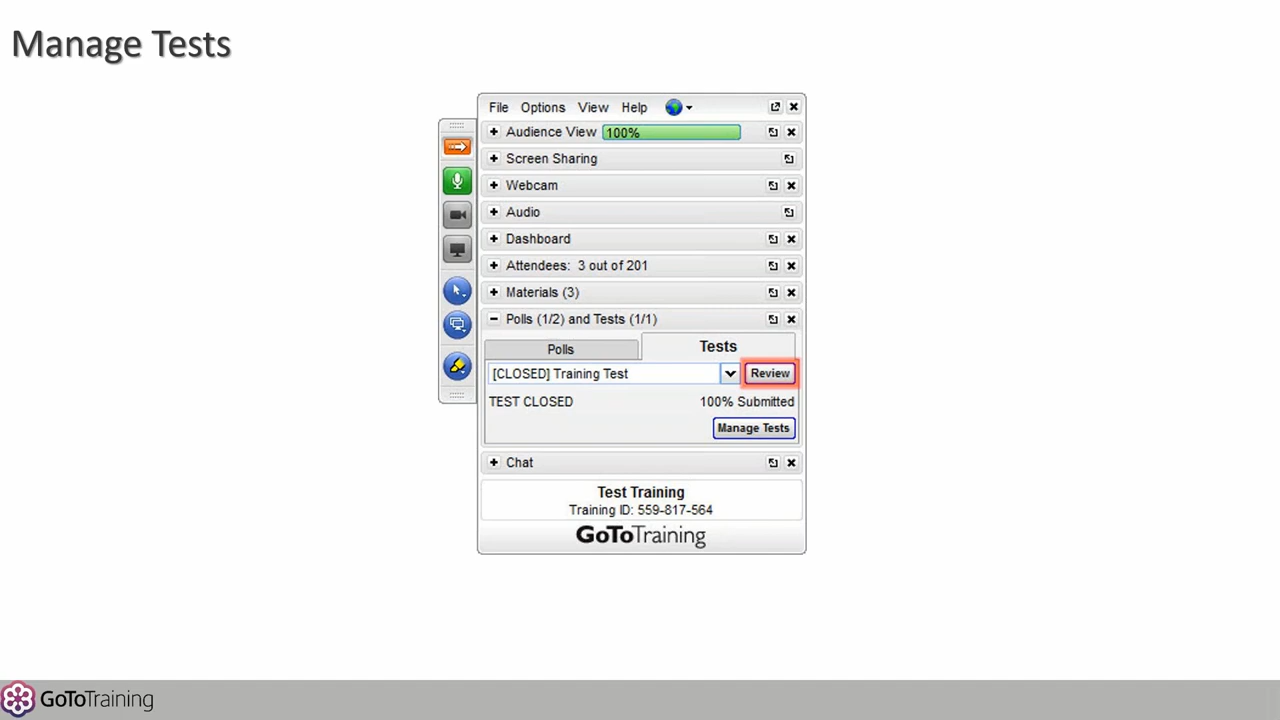 Manage Tests
File Options View Help
Audience View 100%
Screen Sharing
Webcam
Audio
Dashboard
Attendees: 3 out of 201
Materials (3)
Polls (1/2) and Tests (1/1)
Polls Tests
[CLOSED] Training Test Review
TEST CLOSED 100% Submitted
Manage Tests
Chat
Test Training
Training ID: 559-817-564
GoToTraining
GoToTraining